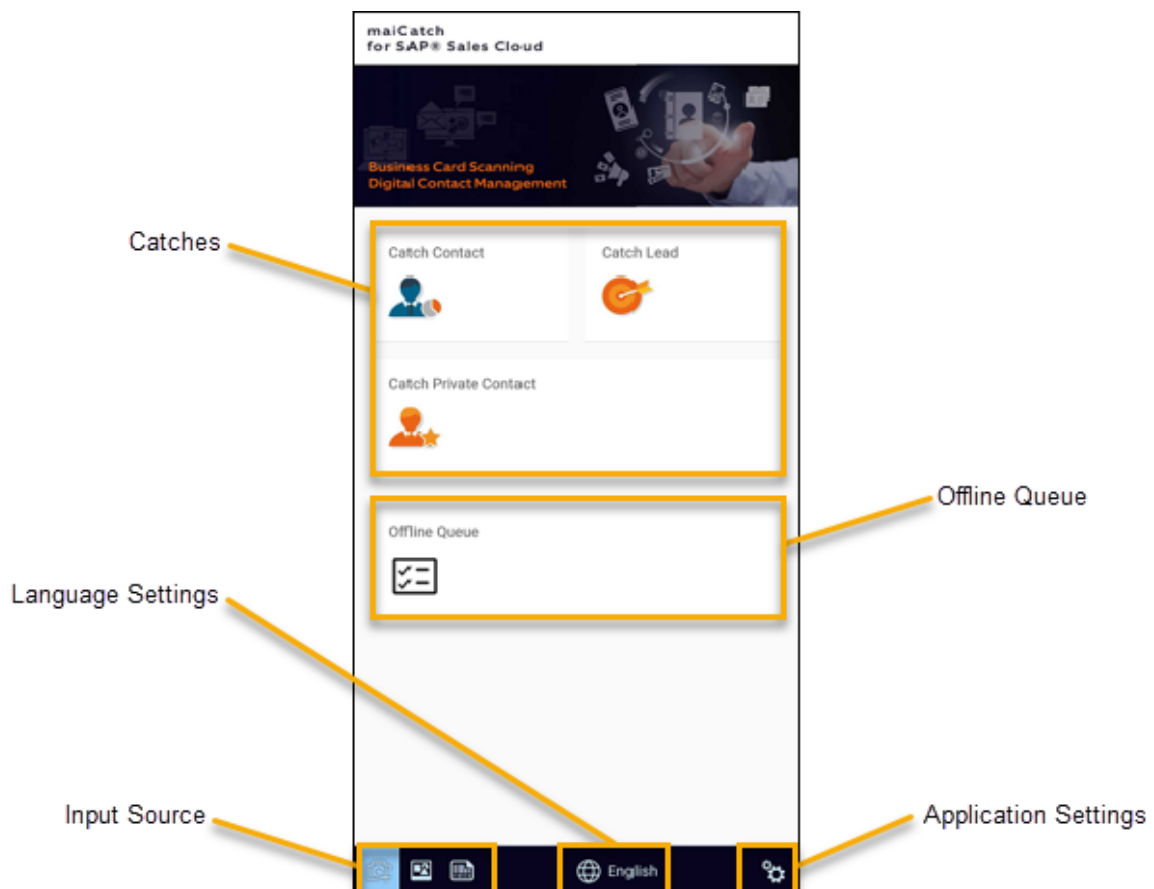 maiCatch
for SAP® Sales Cloud
Business Card Scanning
Digital Contact Management
Catches
Catch Contact
Catch Lead
Catch Private Contact
Offline Queue
Offline Queue
Language Settings
Input Source
English
Application Settings